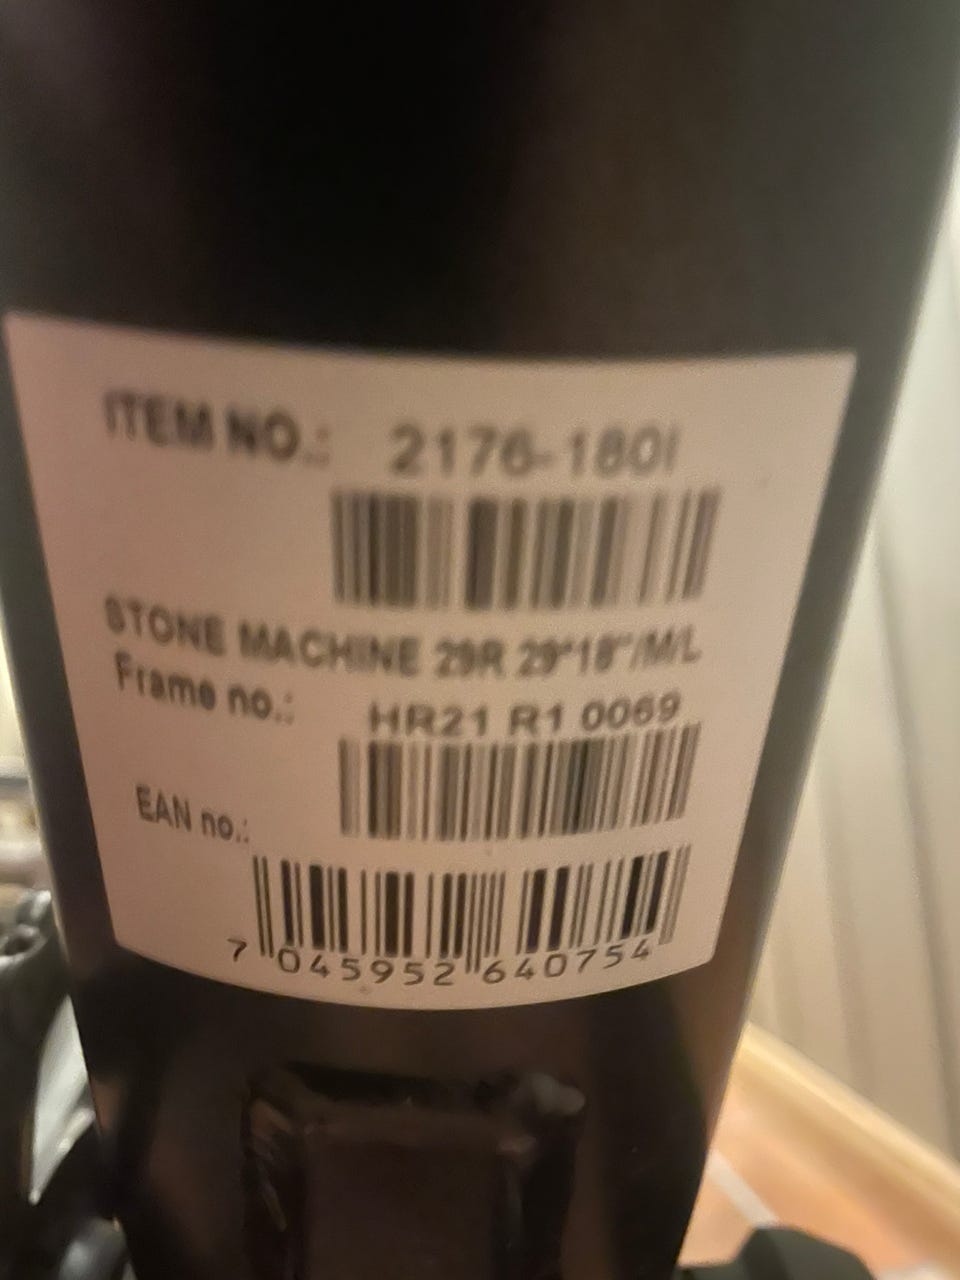 ITEM NO.: 2176-180I
STONE MACHINE 29R 29"18"/M/L
Frame no.: HR21 R1 0069
EAN no.:
7 045952 640754